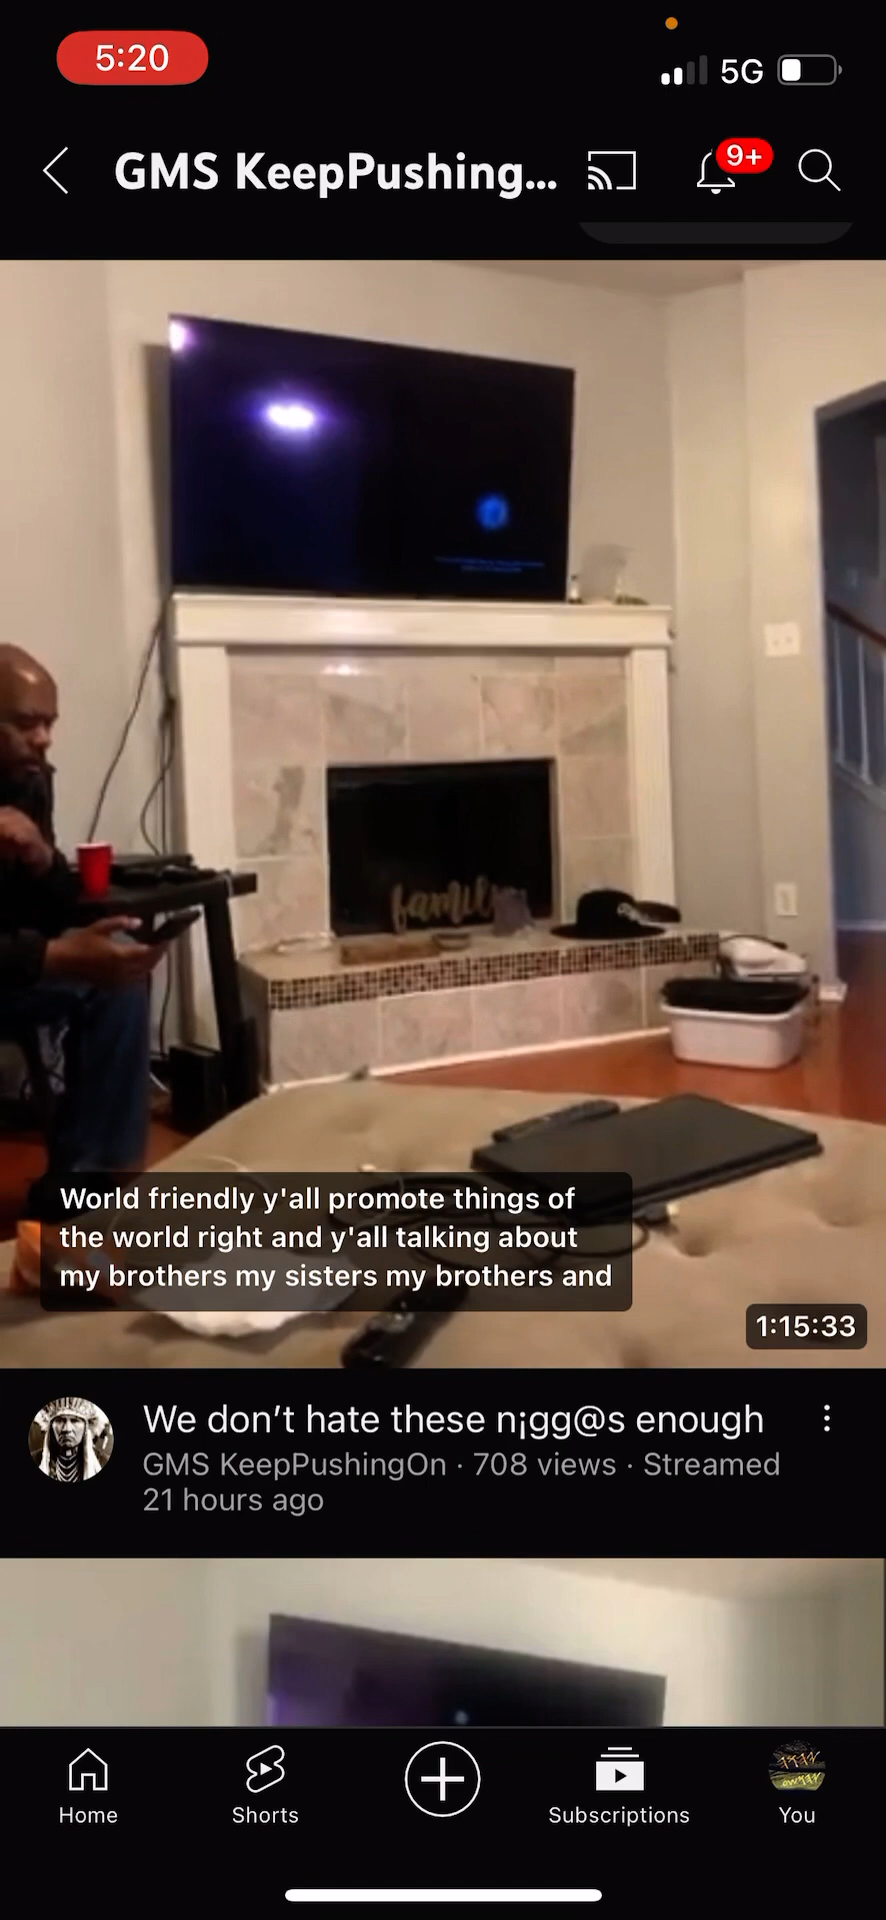 5:20
5G
GMS KeepPushing...
9+
family
World friendly y'all promote things of
the world right and y'all talking about
my brothers my sisters my brothers and
1:15:33
We don’t hate these n¡gg@s enough
GMS KeepPushingOn · 708 views · Streamed
21 hours ago
Home
Shorts
Subscriptions
You